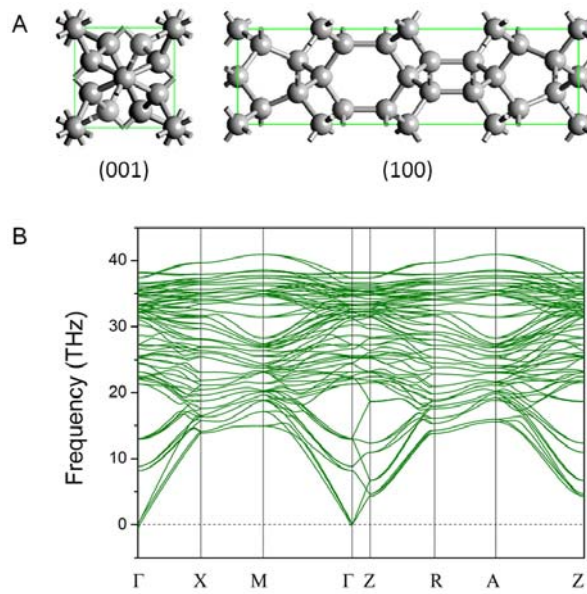 A
(001)
(100)
B
Frequency (THz)
40
30
20
10
0
Γ X M Γ Z R A Z